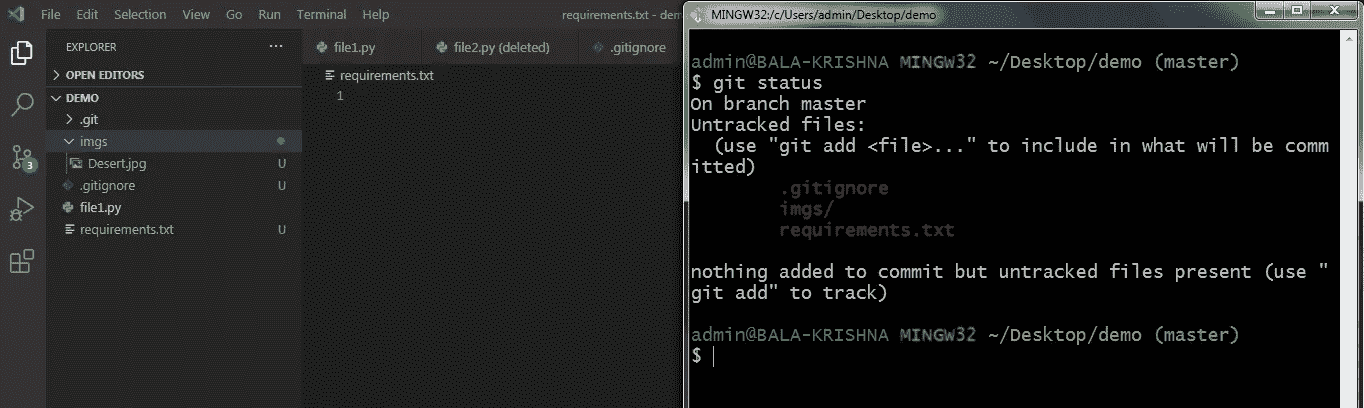 File Edit Selection View Go Run Terminal Help
requirements.txt - dem
EXPLORER
OPEN EDITORS
DEMO
.git
imgs
Desert.jpg U
.gitignore U
file1.py
requirements.txt U
3
file1.py file2.py (deleted) .gitignore
requirements.txt
1
MINGW32:/c/Users/admin/Desktop/demo
admin@BALA-KRISHNA MINGW32 ~/Desktop/demo (master)
$ git status
On branch master
Untracked files:
(use "git add <file>..." to include in what will be comm
itted)
.gitignore
imgs/
requirements.txt
nothing added to commit but untracked files present (use "
git add" to track)
admin@BALA-KRISHNA MINGW32 ~/Desktop/demo (master)
$